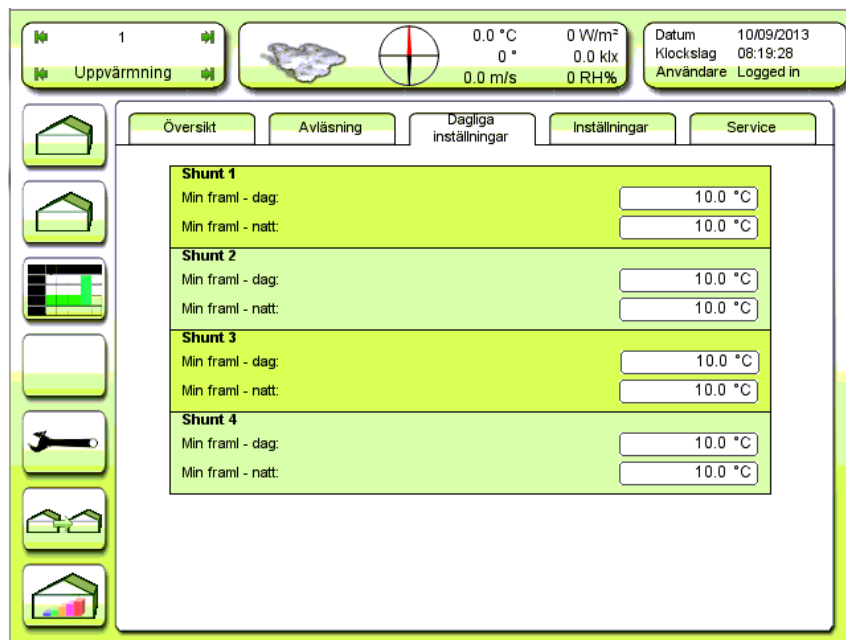 1
Uppvärmning
0.0 °C
0 °
0.0 m/s
0 W/m²
0.0 klx
0 RH%
Datum 10/09/2013
Klockslag 08:19:28
Användare Logged in
Översikt
Avläsning
Dagliga
inställningar
Inställningar
Service
Shunt 1
Min framl - dag: 10.0 °C
Min framl - natt: 10.0 °C
Shunt 2
Min framl - dag: 10.0 °C
Min framl - natt: 10.0 °C
Shunt 3
Min framl - dag: 10.0 °C
Min framl - natt: 10.0 °C
Shunt 4
Min framl - dag: 10.0 °C
Min framl - natt: 10.0 °C